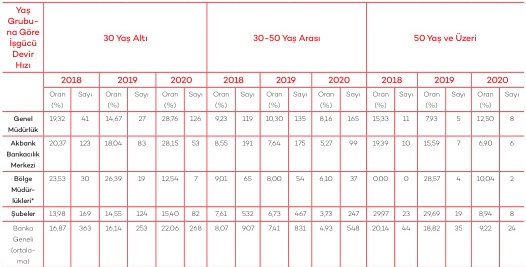 Yaş
Grubu-
na Göre
İşgücü
Devir
Hızı
30 Yaş Altı
30-50 Yaş Arası
50 Yaş ve Üzeri
2018 2019 2020 2018 2019 2020 2018 2019 2020
Oran Sayı Oran Sayı Oran Sayı Oran Sayı Oran Sayı Oran Sayı Oran Sayı Oran Sayı Oran Sayı
(%) (%) (%) (%) (%) (%) (%) (%) (%)
Genel
Müdürlük
19,32 41 14,67 27 28,76 126 9,23 119 10,30 135 8,16 165 15,33 11 7,93 5 12,50 8
Akbank
Bankacılık
Merkezi
20,37 123 18,04 83 28,15 53 8,55 191 7,64 175 5,27 99 19,39 10 15,59 7 6,90 6
Bölge
Müdür-
lükleri*
23,53 30 26,39 19 12,54 7 9,01 65 8,00 54 6,10 37 0,00 0 28,57 4 10,04 2
Şubeler 13,98 169 14,55 124 15,40 82 7,61 532 6,73 467 3,73 247 29,97 23 29,69 19 8,94 8
Banka
Geneli
(ortala-
ma)
16,87 363 16,14 253 22,06 268 8,07 907 7,41 831 4,93 548 20,14 44 18,82 35 9,22 24